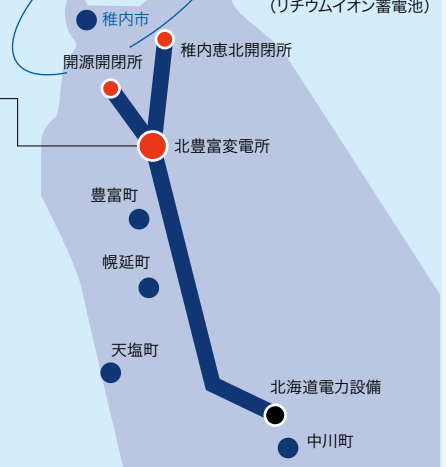 (リチウムイオン蓄電池)
稚内市
稚内恵北開閉所
開源開閉所
北豊富変電所
豊富町
幌延町
天塩町
北海道電力設備
中川町